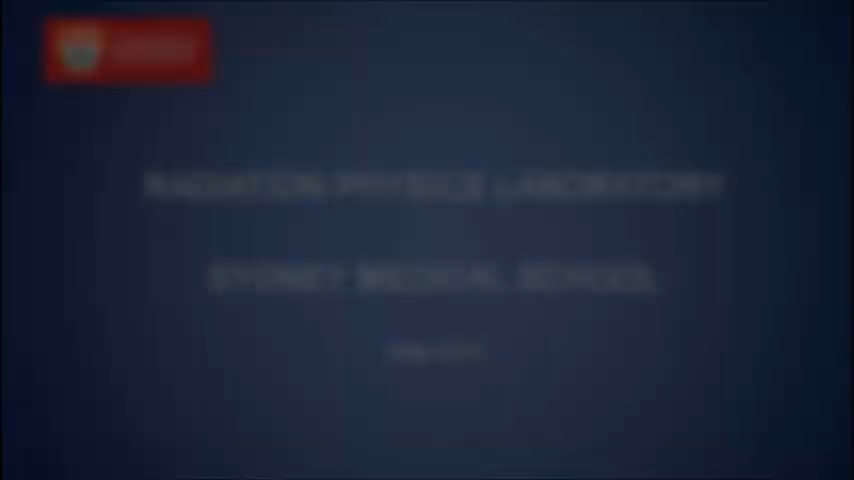 RADIATION PHYSICS LABORATORY
SYDNEY MEDICAL SCHOOL